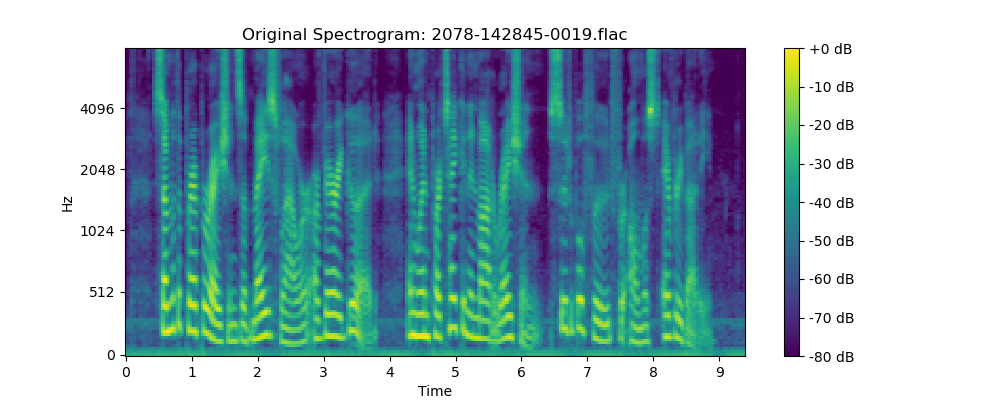 Original Spectrogram: 2078-142845-0019.flac
Hz
4096
2048
1024
512
0
0 1 2 3 4 5 6 7 8 9
Time
+0 dB
-10 dB
-20 dB
-30 dB
-40 dB
-50 dB
-60 dB
-70 dB
-80 dB